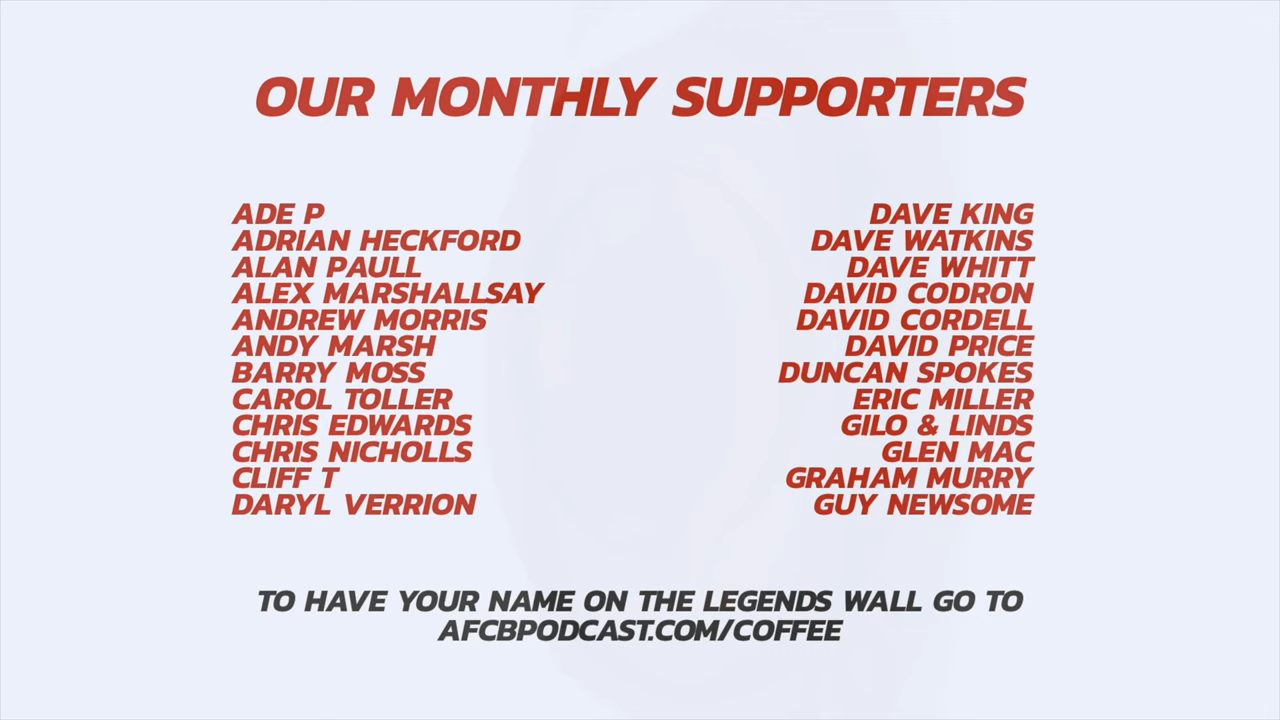 OUR MONTHLY SUPPORTERS
ADE P
ADRIAN HECKFORD
ALAN PAULL
ALEX MARSHALLSAY
ANDREW MORRIS
ANDY MARSH
BARRY MOSS
CAROL TOLLER
CHRIS EDWARDS
CHRIS NICHOLLS
CLIFF T
DARYL VERRION
DAVE KING
DAVE WATKINS
DAVE WHITT
DAVID CODRON
DAVID CORDELL
DAVID PRICE
DUNCAN SPOKES
ERIC MILLER
GILO & LINDS
GLEN MAC
GRAHAM MURRY
GUY NEWSOME
TO HAVE YOUR NAME ON THE LEGENDS WALL GO TO
AFCBPODCAST.COM/COFFEE